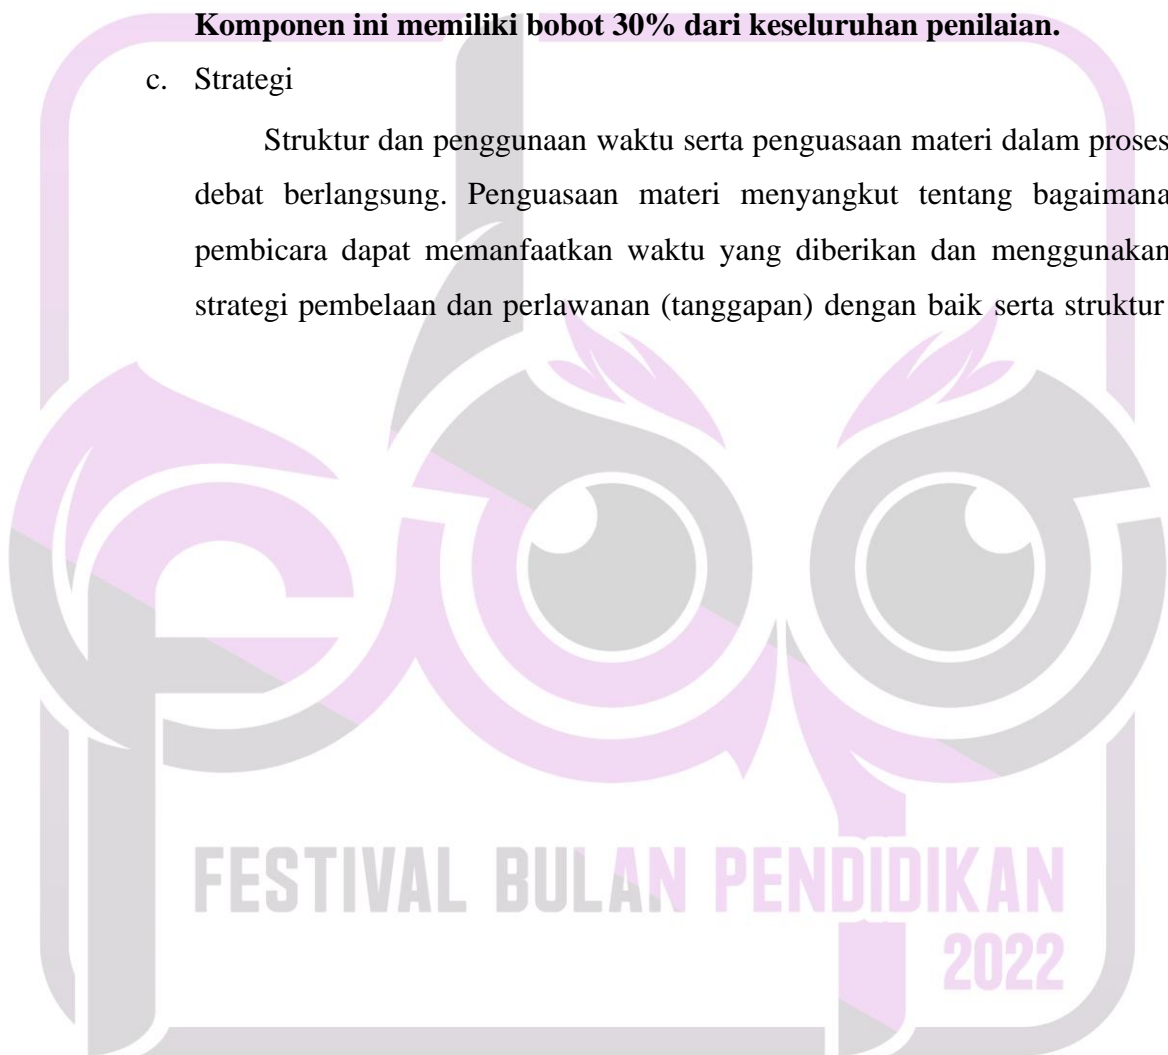 Komponen ini memiliki bobot 30% dari keseluruhan penilaian.
c. Strategi
Struktur dan penggunaan waktu serta penguasaan materi dalam proses
debat berlangsung. Penguasaan materi menyangkut tentang bagaimana
pembicara dapat memanfaatkan waktu yang diberikan dan menggunakan
strategi pembelaan dan perlawanan (tanggapan) dengan baik serta struktur
FESTIVAL BULAN PENDIDIKAN
2022